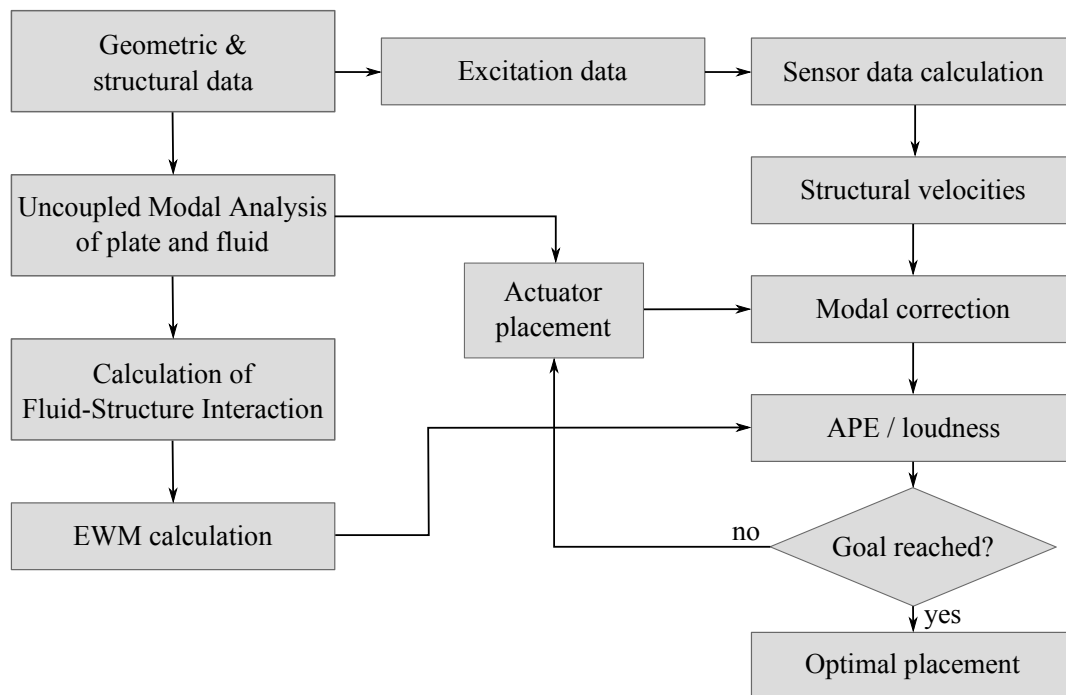 Geometric &
structural data
Excitation data
Sensor data calculation
Uncoupled Modal Analysis
of plate and fluid
Structural velocities
Actuator
placement
Modal correction
Calculation of
Fluid-Structure Interaction
APE / loudness
EWM calculation
no
Goal reached?
yes
Optimal placement